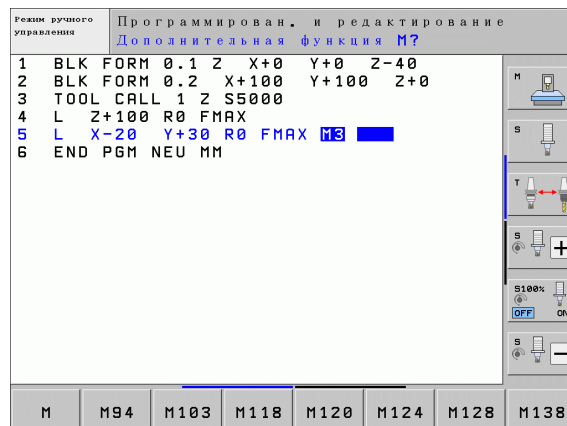 Режим ручного
управления
Программирован. и редактирование
Дополнительная функция M?
1 BLK FORM 0.1 Z X+0 Y+0 Z-40
2 BLK FORM 0.2 X+100 Y+100 Z+0
3 TOOL CALL 1 Z S5000
4 L Z+100 R0 FMAX
5 L X-20 Y+30 R0 FMAX M3
6 END PGM NEU MM
M
S
T
S
S100%
OFF ON
S
M M94 M103 M118 M120 M124 M128 M138